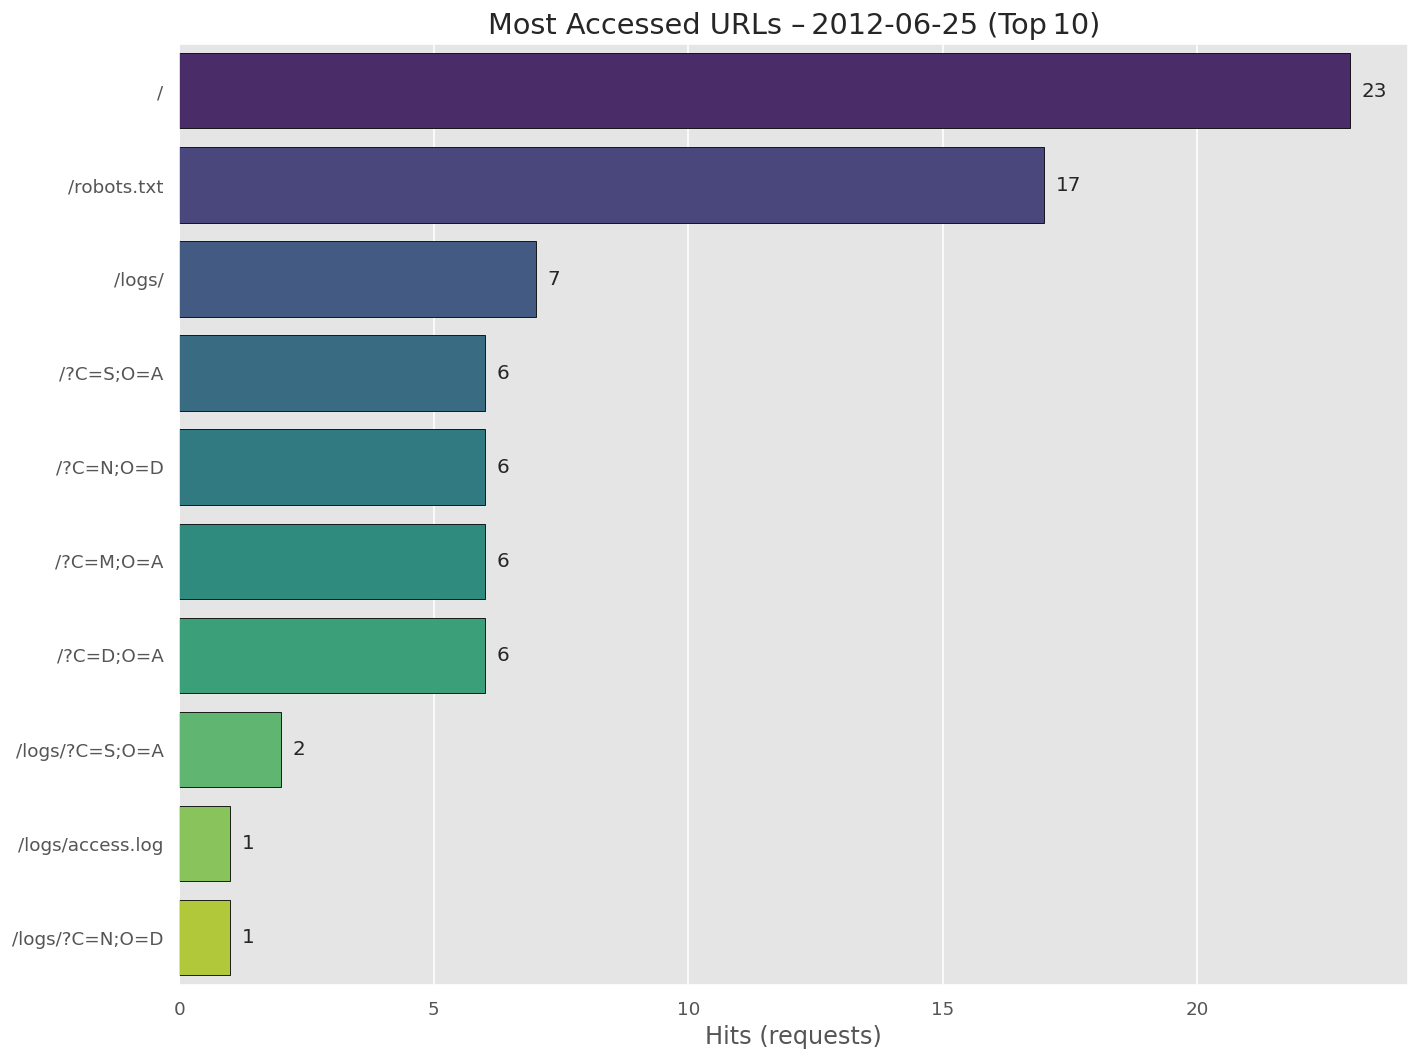 Most Accessed URLs – 2012-06-25 (Top 10)
/ 23
/robots.txt 17
/logs/ 7
/?C=S;O=A 6
/?C=N;O=D 6
/?C=M;O=A 6
/?C=D;O=A 6
/logs/?C=S;O=A 2
/logs/access.log 1
/logs/?C=N;O=D 1
0 5 10 15 20
Hits (requests)